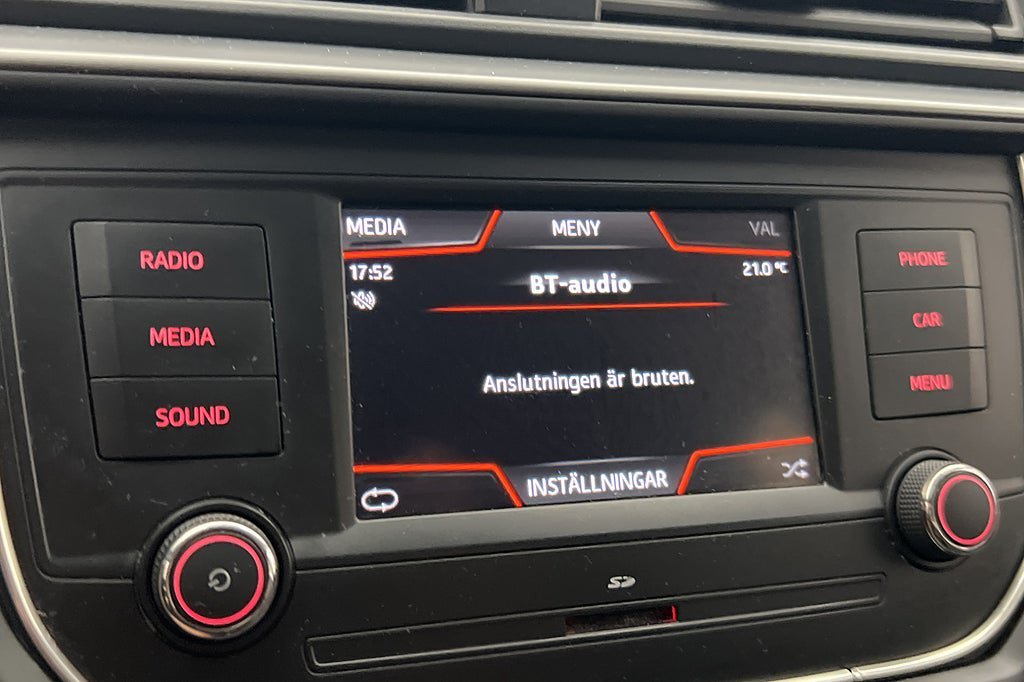 MEDIA MENY VAL
17:52 BT-audio 21.0 °C
Anslutningen är bruten.
INSTÄLLNINGAR
RADIO
MEDIA
SOUND
PHONE
CAR
MENU
SD